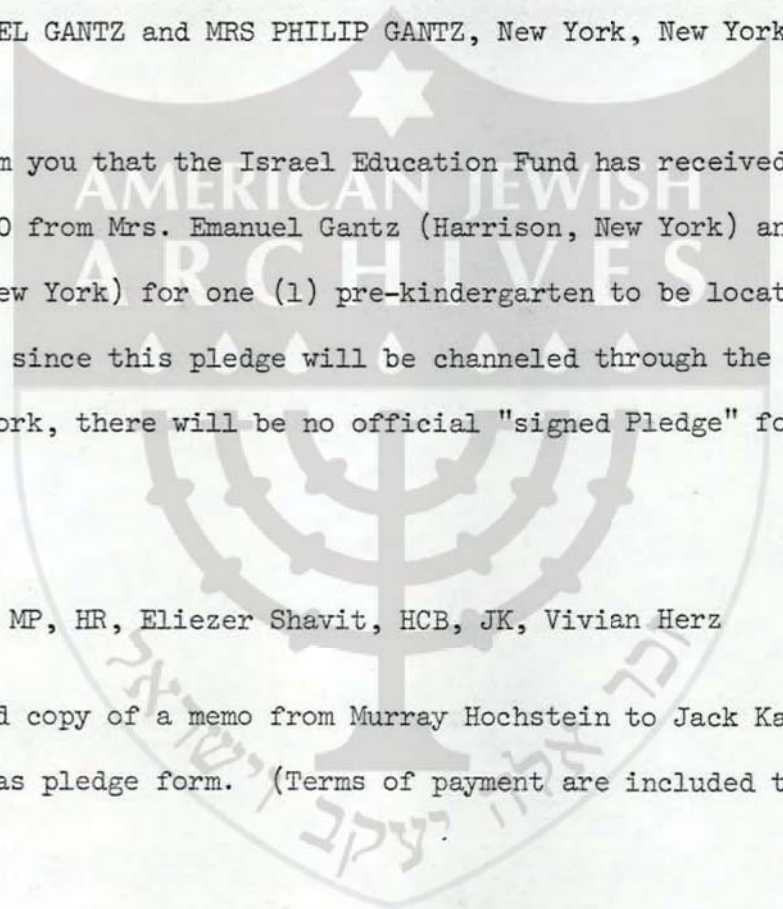 EL GANTZ and MRS PHILIP GANTZ, New York, New York
m you that the Israel Education Fund has received
AMERICAN JEWISH
0 from Mrs. Emanuel Gantz (Harrison, New York) an
ARCHIVES
ew York) for one (1) pre-kindergarten to be locat
since this pledge will be channeled through the
ork, there will be no official "signed Pledge" fo
MP, HR, Eliezer Shavit, HCB, JK, Vivian Herz
d copy of a memo from Murray Hochstein to Jack Ka
as pledge form. (Terms of payment are included t
זכר אלה יעקב וישראל